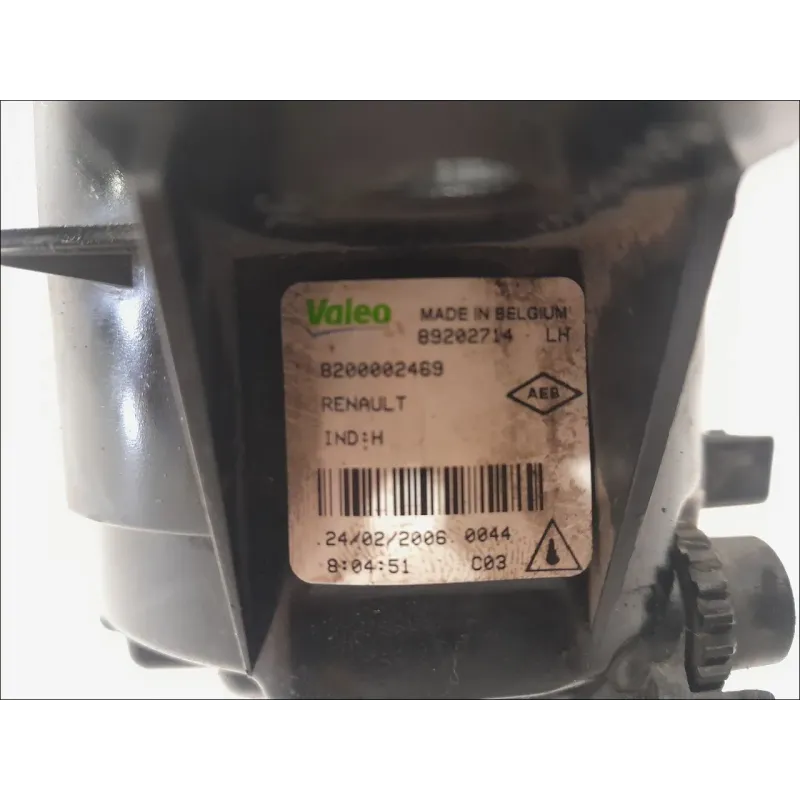 Valeo MADE IN BELGIUM
89202714 LH
8200002469
RENAULT AEB
IND:H
24/02/2006 0044
8:04:51 C03